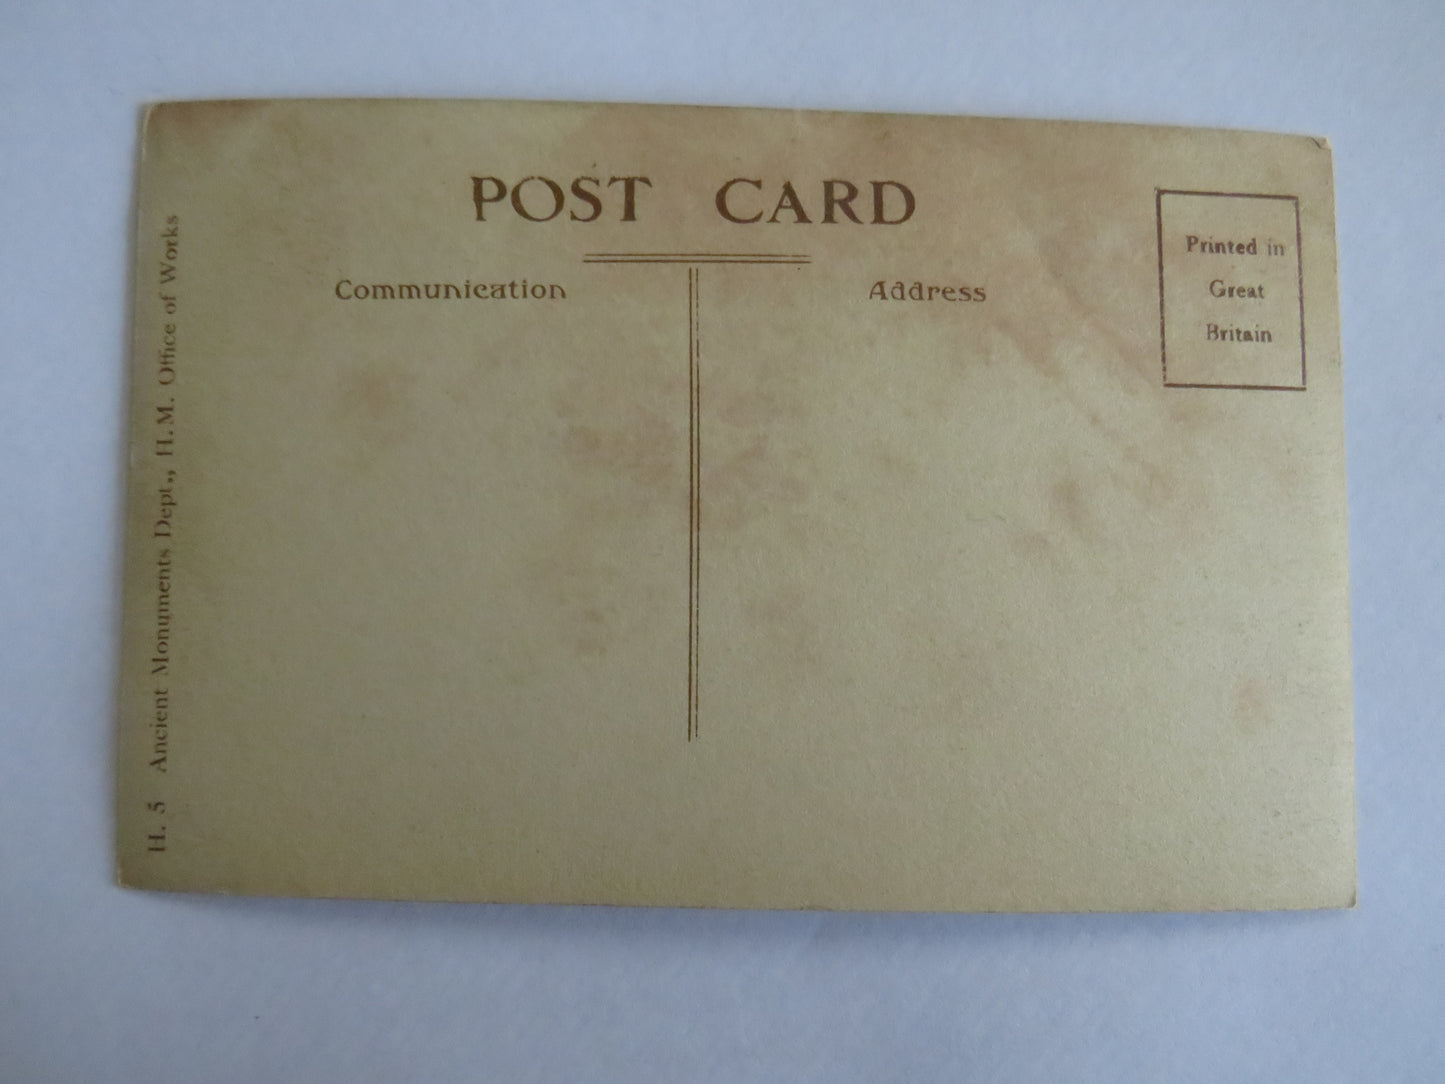 POST CARD
Communication
Address
Printed in
Great
Britain
H. 5 Ancient Monuments Dept., H.M. Office of Works